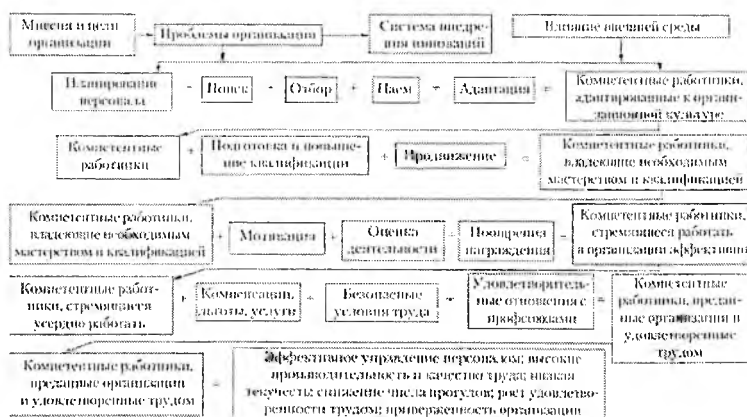 Миссия и цели
организации
Проблемы организации
Система внедрения
рения инноваций
Влияние внешней среды
Планирование
персонала
+ Поиск + Отбор + Наем + Адаптация =
Компетентные работники,
адаптированные к органи-
зационной культуре
Компетентные
работники
+
Подготовка и повыше-
ние квалификации
+ Продвижение =
Компетентные работники,
владеющие необходимым
мастерством и квалификацией
Компетентные работники,
владеющие необходимым
мастерством и квалификацией
+ Мотивация +
Оценка
деятельности
+
Поощрения
награждения
=
Компетентные работники,
стремящиеся работать
в организации эффективно
Компетентные работ-
ники, стремящиеся
усердно работать
+
Компенсации,
льготы, услуги
+
Безопасные
условия труда
+
Удовлетворитель-
ные отношения с
профсоюзами
=
Компетентные
работники, предан-
ные организации и
удовлетворенные
трудом
Компетентные работники,
преданные организации
и удовлетворенные трудом
=
Эффективное управление персоналом; высокие
производительность и качество труда; низкая
текучесть; снижение числа прогулов; рост удовлетво-
ренности трудом; приверженность организации